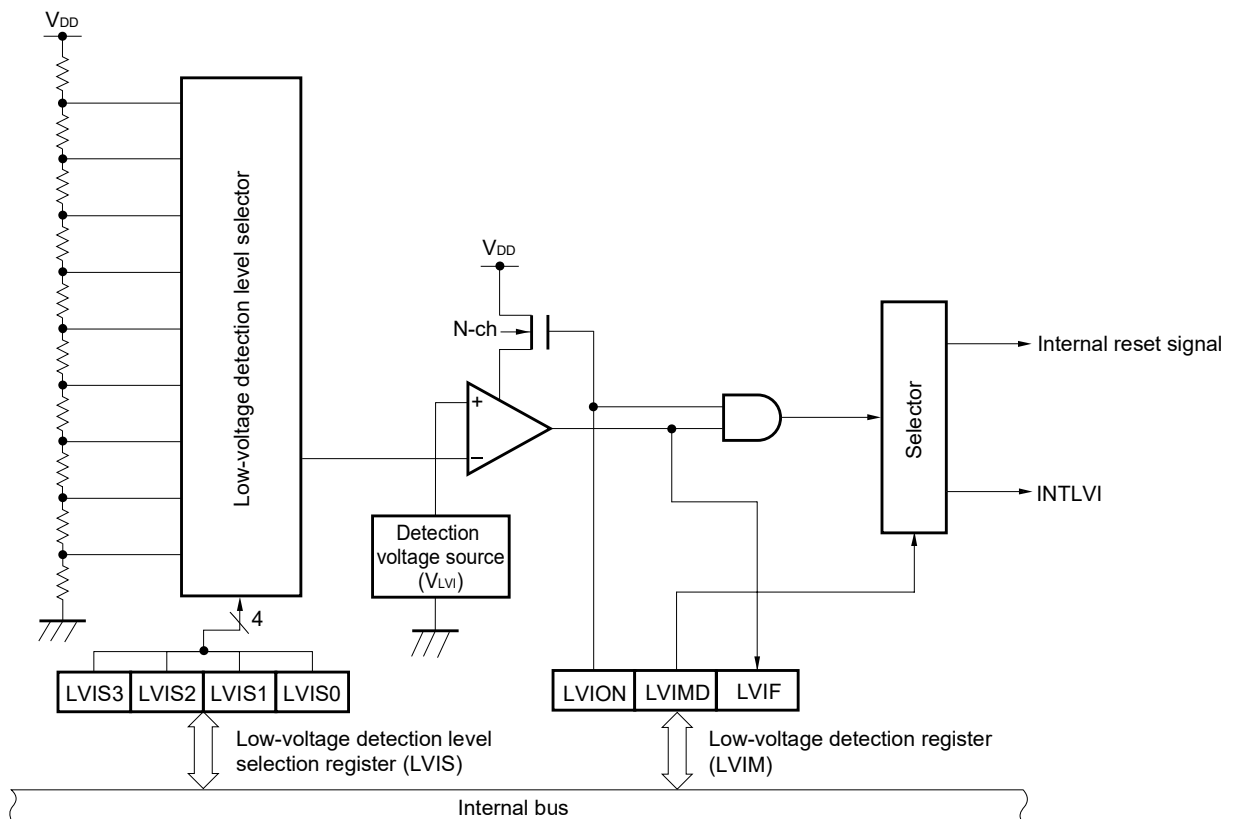 VDD
Low-voltage detection level selector
VDD
N-ch
+
−
Detection
voltage source
(VLVI)
Selector
Internal reset signal
INTLVI
4
LVIS3 LVIS2 LVIS1 LVIS0
LVION LVIMD LVIF
Low-voltage detection level
selection register (LVIS)
Low-voltage detection register
(LVIM)
Internal bus